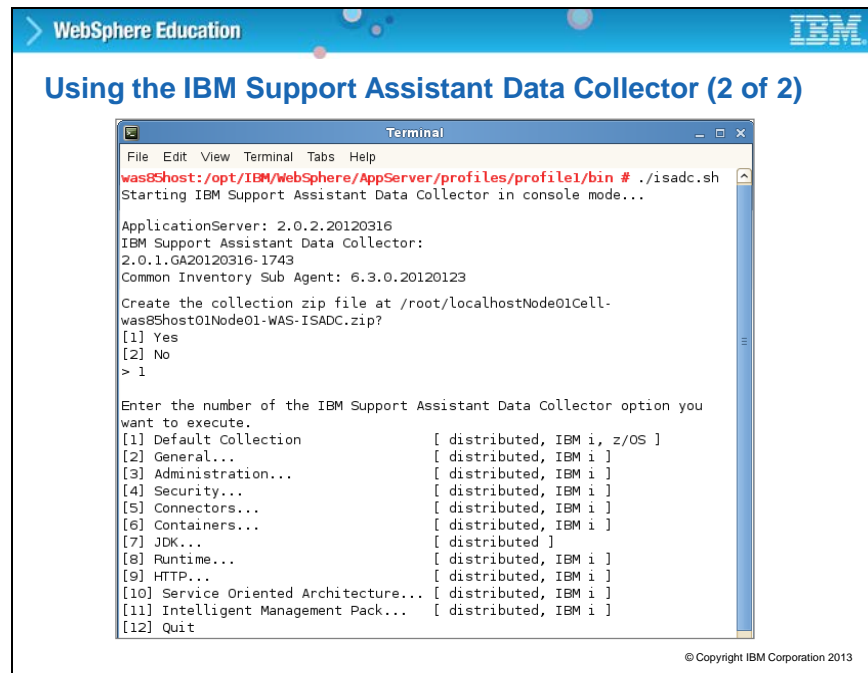 WebSphere Education
IBM
Using the IBM Support Assistant Data Collector (2 of 2)
Terminal
File Edit View Terminal Tabs Help
was85host:/opt/IBM/WebSphere/AppServer/profiles/profile1/bin # ./isadc.sh
Starting IBM Support Assistant Data Collector in console mode...
ApplicationServer: 2.0.2.20120316
IBM Support Assistant Data Collector:
2.0.1.GA20120316-1743
Common Inventory Sub Agent: 6.3.0.20120123
Create the collection zip file at /root/localhostNode01Cell-
was85host01Node01-WAS-ISADC.zip?
[1] Yes
[2] No
> 1
Enter the number of the IBM Support Assistant Data Collector option you
want to execute.
[1] Default Collection [ distributed, IBM i, z/OS ]
[2] General... [ distributed, IBM i ]
[3] Administration... [ distributed, IBM i ]
[4] Security... [ distributed, IBM i ]
[5] Connectors... [ distributed, IBM i ]
[6] Containers... [ distributed, IBM i ]
[7] JDK... [ distributed ]
[8] Runtime... [ distributed, IBM i ]
[9] HTTP... [ distributed, IBM i ]
[10] Service Oriented Architecture... [ distributed, IBM i ]
[11] Intelligent Management Pack... [ distributed, IBM i ]
[12] Quit
© Copyright IBM Corporation 2013